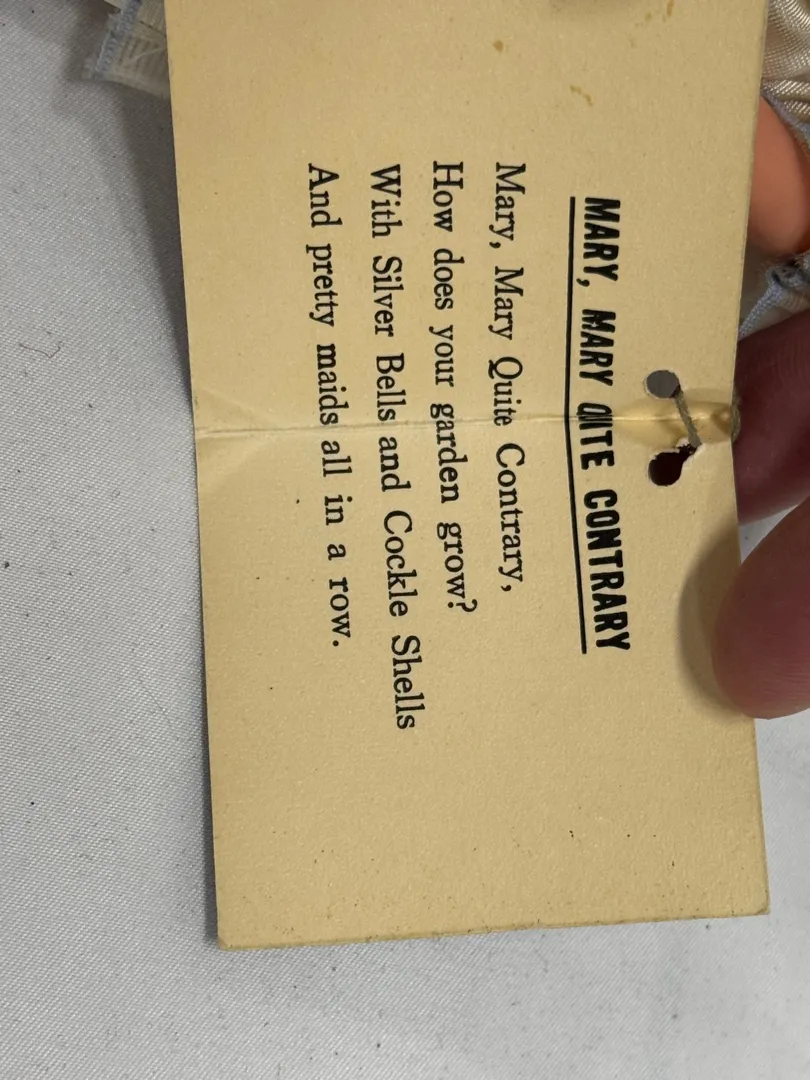 MARY, MARY QITE CONTRARY
Mary, Mary Quite Contrary,
How does your garden grow?
With Silver Bells and Cockle Shells
And pretty maids all in a row.